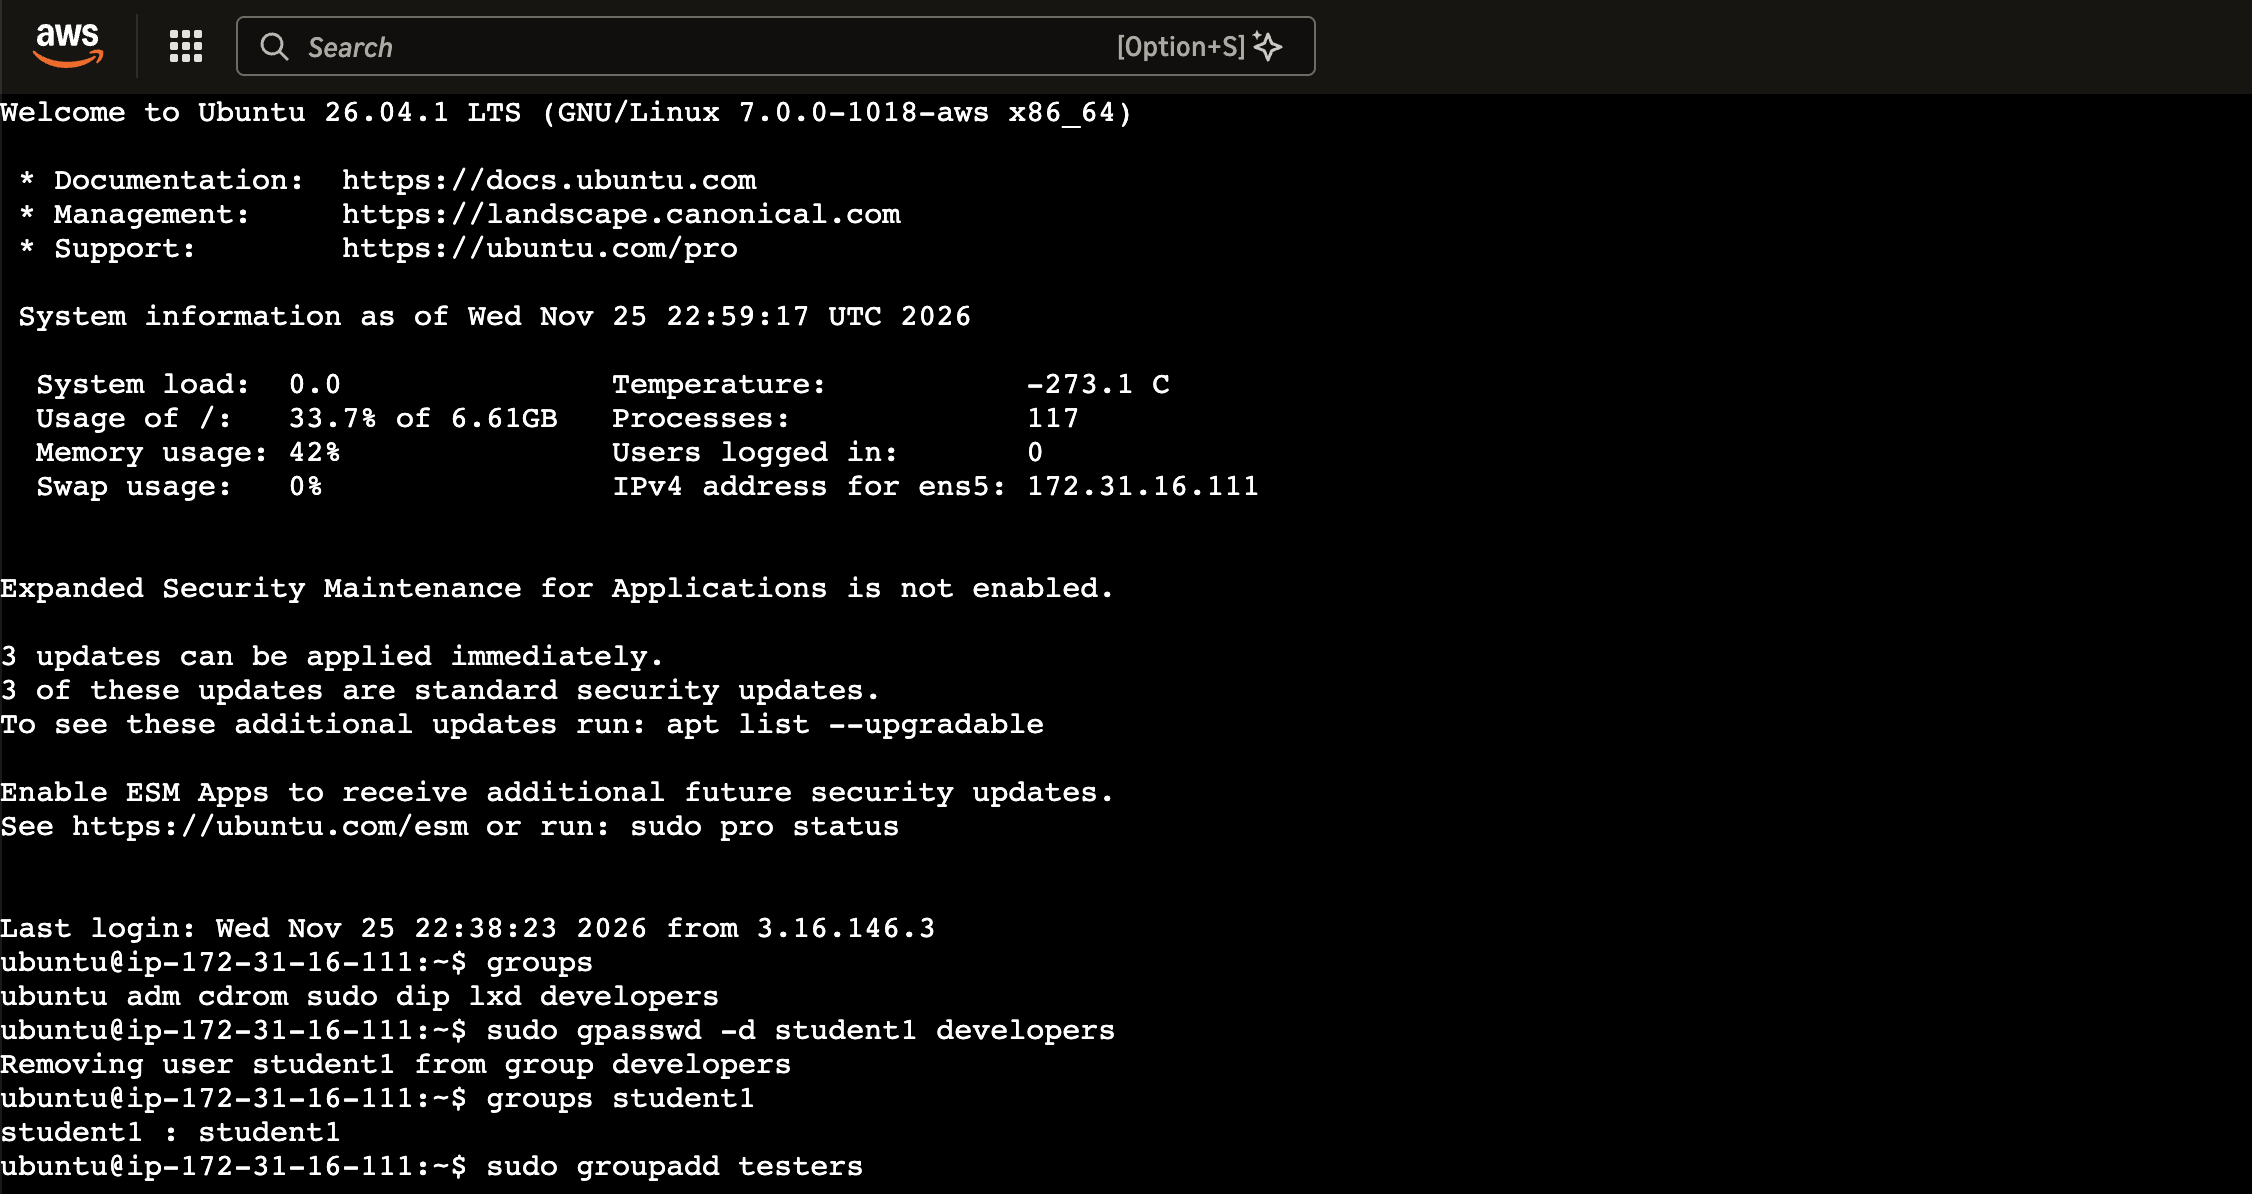 aws
Search [Option+S]
Welcome to Ubuntu 26.04.1 LTS (GNU/Linux 7.0.0-1018-aws x86_64)
* Documentation: https://docs.ubuntu.com
* Management: https://landscape.canonical.com
* Support: https://ubuntu.com/pro
System information as of Wed Nov 25 22:59:17 UTC 2026
System load: 0.0 Temperature: -273.1 C
Usage of /: 33.7% of 6.61GB Processes: 117
Memory usage: 42% Users logged in: 0
Swap usage: 0% IPv4 address for ens5: 172.31.16.111
Expanded Security Maintenance for Applications is not enabled.
3 updates can be applied immediately.
3 of these updates are standard security updates.
To see these additional updates run: apt list --upgradable
Enable ESM Apps to receive additional future security updates.
See https://ubuntu.com/esm or run: sudo pro status
Last login: Wed Nov 25 22:38:23 2026 from 3.16.146.3
ubuntu@ip-172-31-16-111:~$ groups
ubuntu adm cdrom sudo dip lxd developers
ubuntu@ip-172-31-16-111:~$ sudo gpasswd -d student1 developers
Removing user student1 from group developers
ubuntu@ip-172-31-16-111:~$ groups student1
student1 : student1
ubuntu@ip-172-31-16-111:~$ sudo groupadd testers